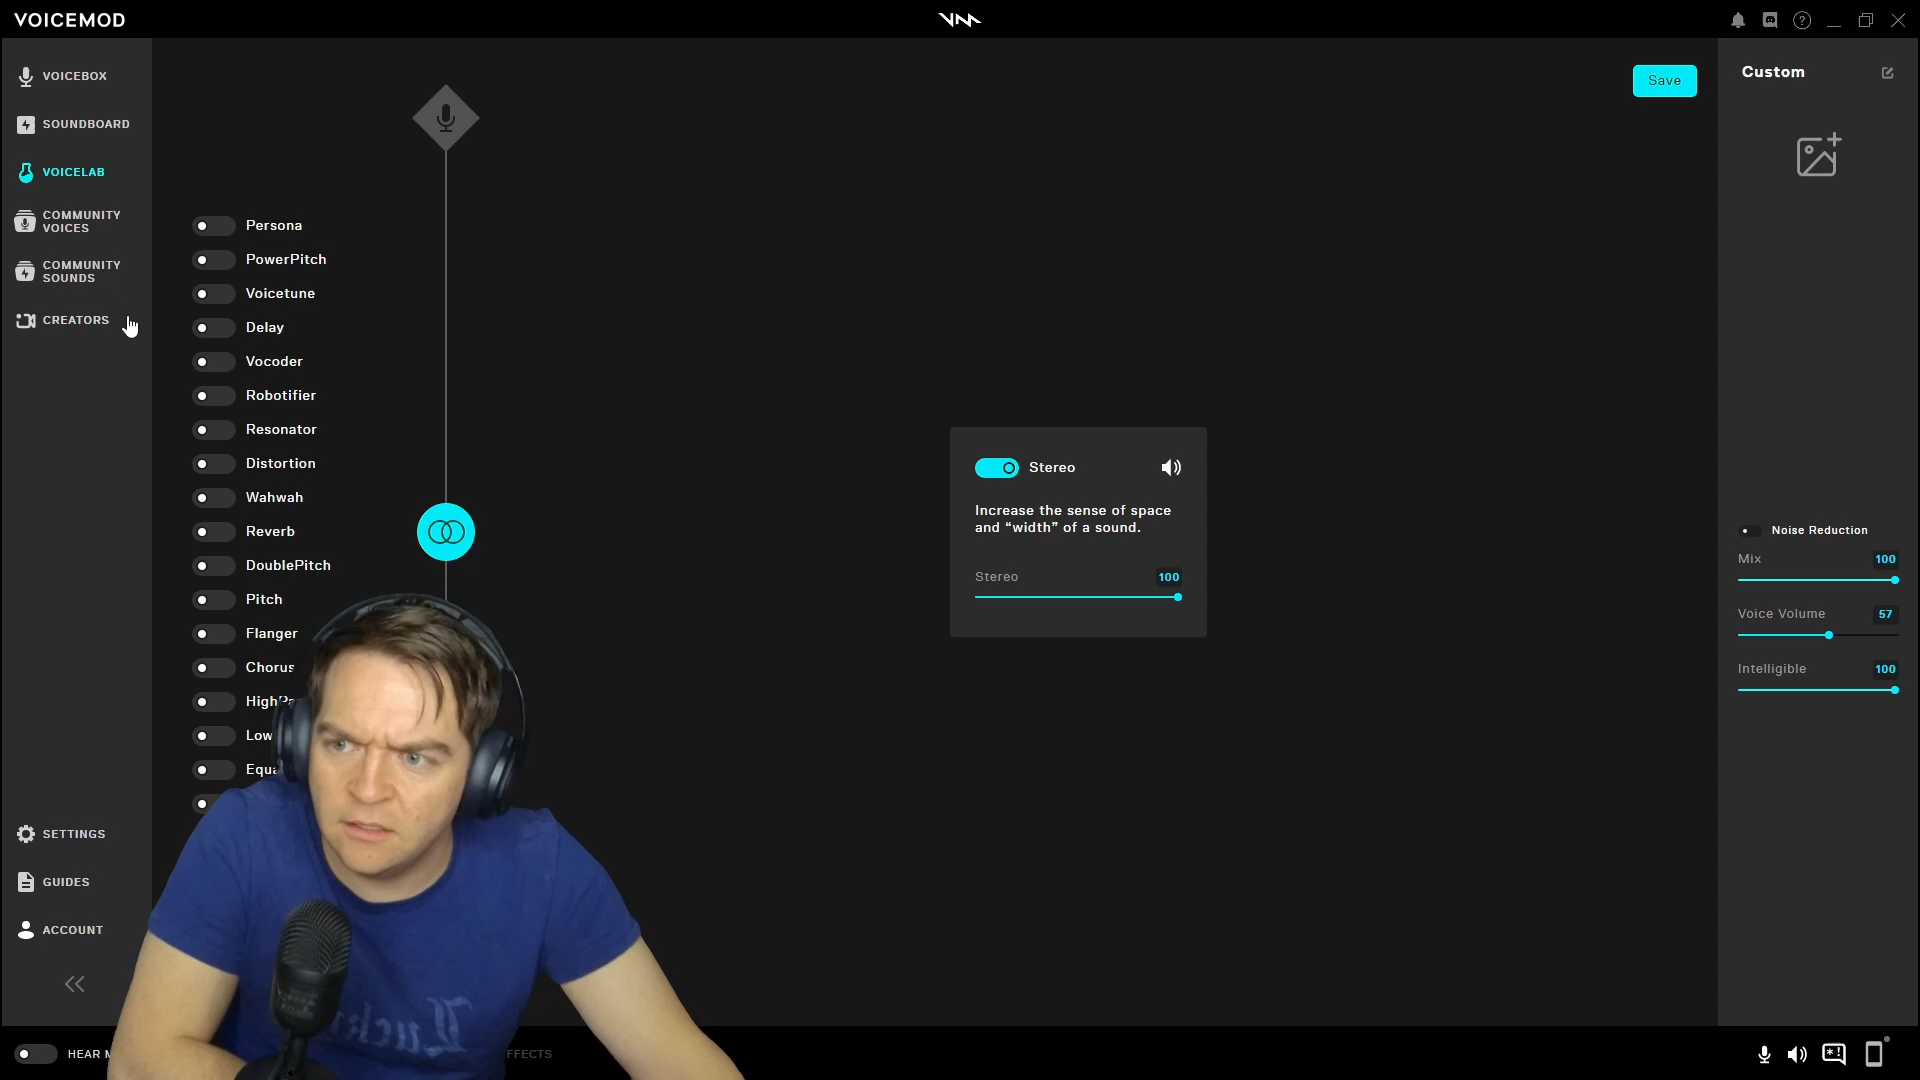 VOICEMOD
VOICEBOX
SOUNDBOARD
VOICELAB
COMMUNITY
VOICES
COMMUNITY
SOUNDS
CREATORS
SETTINGS
GUIDES
ACCOUNT
Persona
PowerPitch
Voicetune
Delay
Vocoder
Robotifier
Resonator
Distortion
Wahwah
Reverb
DoublePitch
Pitch
Flanger
Chorus
HighPa
Low
Equa
Stereo
Increase the sense of space
and “width” of a sound.
Stereo 100
Save
Custom
Noise Reduction
Mix 100
Voice Volume 57
Intelligible 100
HEAR M
FFECTS